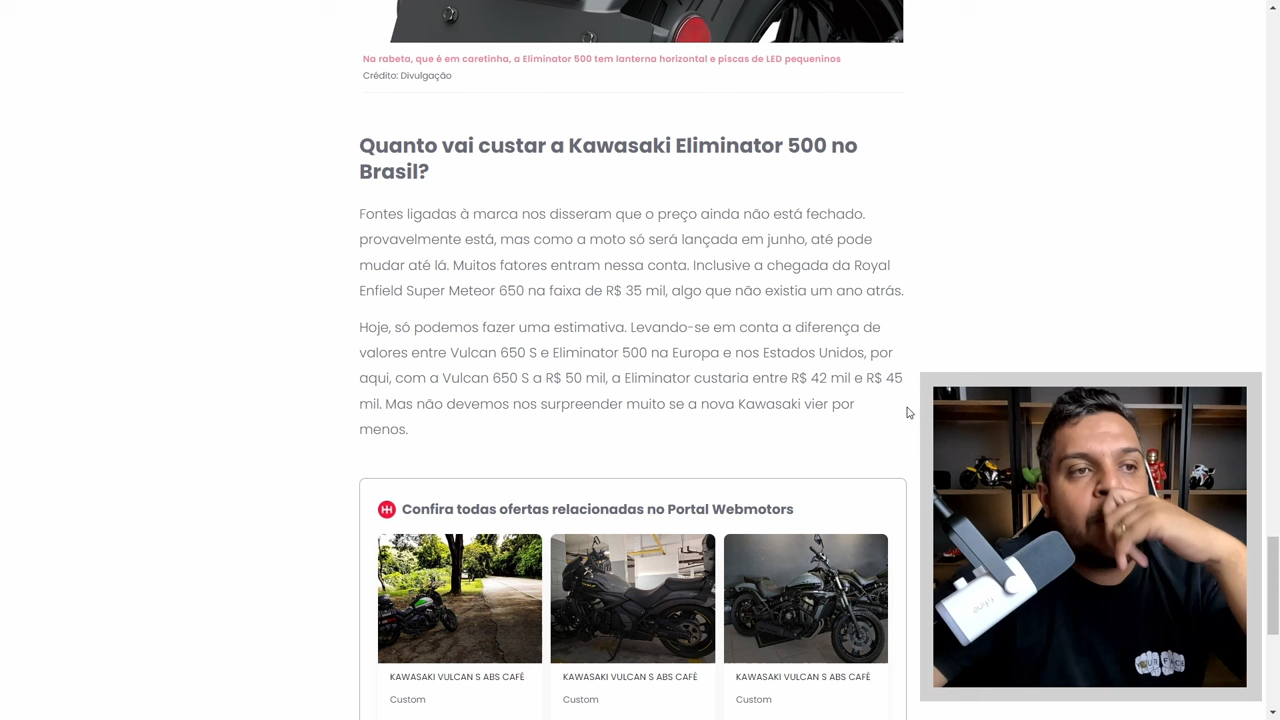 Na rabeta, que é em caretinha, a Eliminator 500 tem lanterna horizontal e piscas de LED pequeninos
Crédito: Divulgação
Quanto vai custar a Kawasaki Eliminator 500 no
Brasil?
Fontes ligadas à marca nos disseram que o preço ainda não está fechado.
provavelmente está, mas como a moto só será lançada em junho, até pode
mudar até lá. Muitos fatores entram nessa conta. Inclusive a chegada da Royal
Enfield Super Meteor 650 na faixa de R$ 35 mil, algo que não existia um ano atrás.
Hoje, só podemos fazer uma estimativa. Levando-se em conta a diferença de
valores entre Vulcan 650 S e Eliminator 500 na Europa e nos Estados Unidos, por
aqui, com a Vulcan 650 S a R$ 50 mil, a Eliminator custaria entre R$ 42 mil e R$ 45
mil. Mas não devemos nos surpreender muito se a nova Kawasaki vier por
menos.
Confira todas ofertas relacionadas no Portal Webmotors
KAWASAKI VULCAN S ABS CAFÉ
Custom
KAWASAKI VULCAN S ABS CAFÉ
Custom
KAWASAKI VULCAN S ABS CAFÉ
Custom
fifine